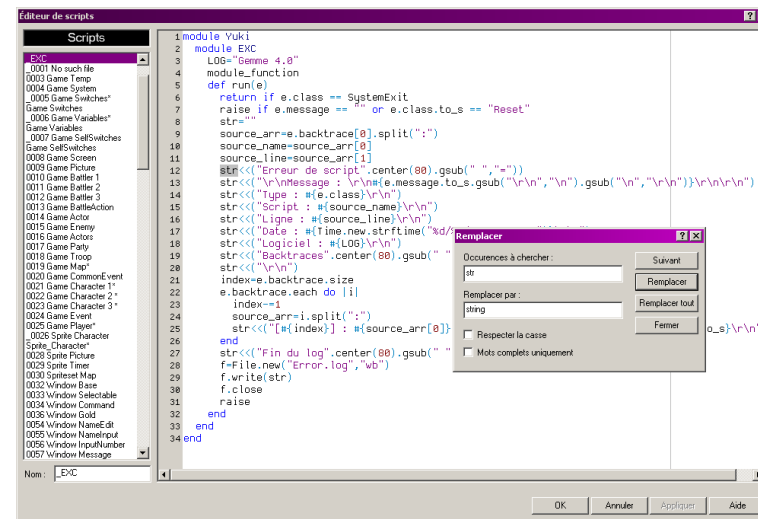 Éditeur de scripts
?
Scripts
_EXC
_0001 No such file
0003 Game Temp
0004 Game System
_0005 Game Switches*
Game Switches
_0006 Game Variables*
Game Variables
_0007 Game SelfSwitches
Game SelfSwitches
0008 Game Screen
0009 Game Picture
0010 Game Battler 1
0011 Game Battler 2
0012 Game Battler 3
0013 Game BattleAction
0014 Game Actor
0015 Game Enemy
0016 Game Actors
0017 Game Party
0018 Game Troop
0019 Game Map*
0020 Game CommonEvent
0021 Game Character 1*
0022 Game Character 2 *
0023 Game Character 3 *
0024 Game Event
0025 Game Player*
_0026 Sprite Character
Sprite_Character*
0028 Sprite Picture
0029 Sprite Timer
0030 Spriteset Map
0032 Window Base
0033 Window Selectable
0034 Window Command
0036 Window Gold
0054 Window NameEdit
0055 Window NameInput
0056 Window InputNumber
0057 Window Message
Nom : _EXC
1 module Yuki
2 module EXC
3 LOG="Gemme 4.0"
4 module_function
5 def run(e)
6 return if e.class == SystemExit
7 raise if e.message == "" or e.class.to_s == "Reset"
8 str=""
9 source_arr=e.backtrace[0].split(":")
10 source_name=source_arr[0]
11 source_line=source_arr[1]
12 str<<("Erreur de script".center(80).gsub(" ","="))
13 str<<("\r\nMessage : \r\n#{e.message.to_s.gsub("\r\n","\n").gsub("\n","\r\n")}\r\n\r\n")
14 str<<("Type : #{e.class}\r\n")
15 str<<("Script : #{source_name}\r\n")
16 str<<("Ligne : #{source_line}\r\n")
17 str<<("Date : #{Time.new.strftime("%d/
18 str<<("Logiciel : #{LOG}\r\n")
19 str<<("Backtraces".center(80).gsub(" "
20 str<<("\r\n")
21 index=e.backtrace.size
22 e.backtrace.each do |i|
23 index-=1
24 source_arr=i.split(":")
25 str<<("[#{index}] : #{source_arr[0]} o_s}\r\n"
26 end
27 str<<("Fin du log".center(80).gsub(" "
28 f=File.new("Error.log","wb")
29 f.write(str)
30 f.close
31 raise
32 end
33 end
34 end
Remplacer
Occurences à chercher :
str
Remplacer par :
string
Respecter la casse
Mots complets uniquement
Suivant
Remplacer
Remplacer tout
Fermer
OK Annuler Appliquer Aide